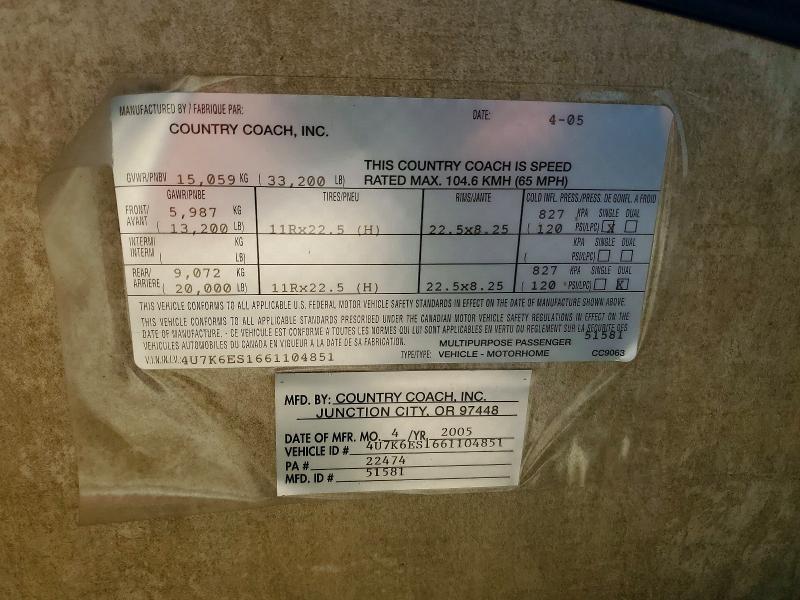 MANUFACTURED BY / FABRIQUE PAR: DATE: 4-05
COUNTRY COACH, INC.
THIS COUNTRY COACH IS SPEED
GVWR/PNBV 15,059 KG ( 33,200 LB) RATED MAX. 104.6 KMH (65 MPH)
GAWR/PNBE TIRES/PNEU RIMS/JANTE COLD INFL. PRESS./PRESS. DE GONFL. A FROID
FRONT/ 5,987 KG 827 KPA SINGLE DUAL
AVANT ( 13,200 LB) 11Rx22.5 (H) 22.5x8.25 ( 120 PSI/LPC) X
INTERM/ KG KPA SINGLE DUAL
INTERM ( LB) ( PSI/LPC)
REAR/ 9,072 KG 827 KPA SINGLE DUAL
ARRIERE ( 20,000 LB) 11Rx22.5 (H) 22.5x8.25 ( 120 PSI/LPC) X
THIS VEHICLE CONFORMS TO ALL APPLICABLE U.S. FEDERAL MOTOR VEHICLE SAFETY STANDARDS IN EFFECT ON THE DATE OF MANUFACTURE SHOWN ABOVE.
THIS VEHICLE CONFORMS TO ALL APPLICABLE STANDARDS PRESCRIBED UNDER THE CANADIAN MOTOR VEHICLE SAFETY REGULATIONS IN EFFECT ON THE
DATE OF MANUFACTURE. - CE VEHICULE EST CONFORME A TOUTES LES NORMES QUI LUI SONT APPLICABLES EN VERTU DU REGLEMENT SUR LA SECURITE DES
VEHICULES AUTOMOBILES DU CANADA EN VIGUEUR A LA DATE DE SA FABRICATION. MULTIPURPOSE PASSENGER 51581
V.I.N./N.I.V. 4U7K6ES1661104851 TYPE/TYPE: VEHICLE - MOTORHOME CC9063
MFD. BY: COUNTRY COACH, INC.
JUNCTION CITY, OR 97448
DATE OF MFR. MO. 4 /YR 2005
VEHICLE ID # 4U7K6ES1661104851
PA # 22474
MFD. ID # 51581